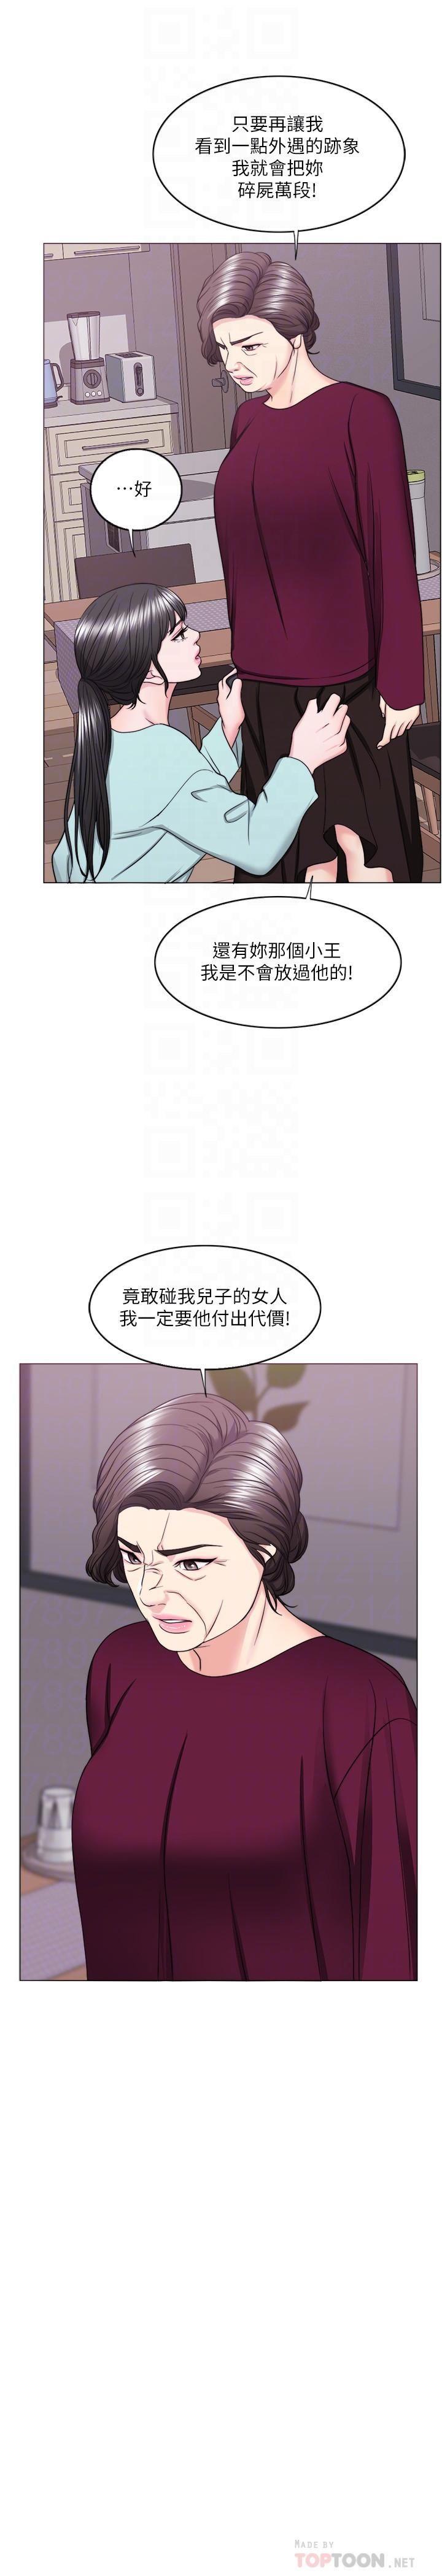 只要再讓我
看到一點外遇的跡象
我就會把妳
碎屍萬段!
…好
還有妳那個小王
我是不會放過他的!
竟敢碰我兒子的女人
我一定要他付出代價!
MADE BY
TOPTOON.NET